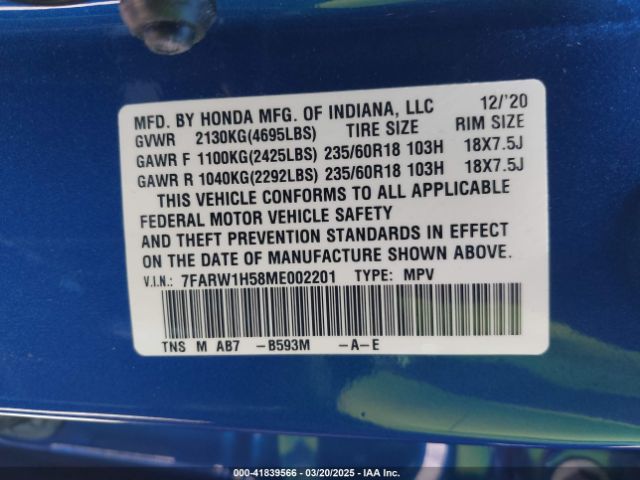 MFD. BY HONDA MFG. OF INDIANA, LLC 12/'20
GVWR 2130KG(4695LBS) TIRE SIZE RIM SIZE
GAWR F 1100KG(2425LBS) 235/60R18 103H 18X7.5J
GAWR R 1040KG(2292LBS) 235/60R18 103H 18X7.5J
THIS VEHICLE CONFORMS TO ALL APPLICABLE
FEDERAL MOTOR VEHICLE SAFETY
AND THEFT PREVENTION STANDARDS IN EFFECT
ON THE DATE OF MANUFACTURE SHOWN ABOVE.
V.I.N.: 7FARW1H58ME002201 TYPE: MPV
TNS M AB7 -B593M -A-E
000-41839566 — 03/20/2025 — IAA Inc.